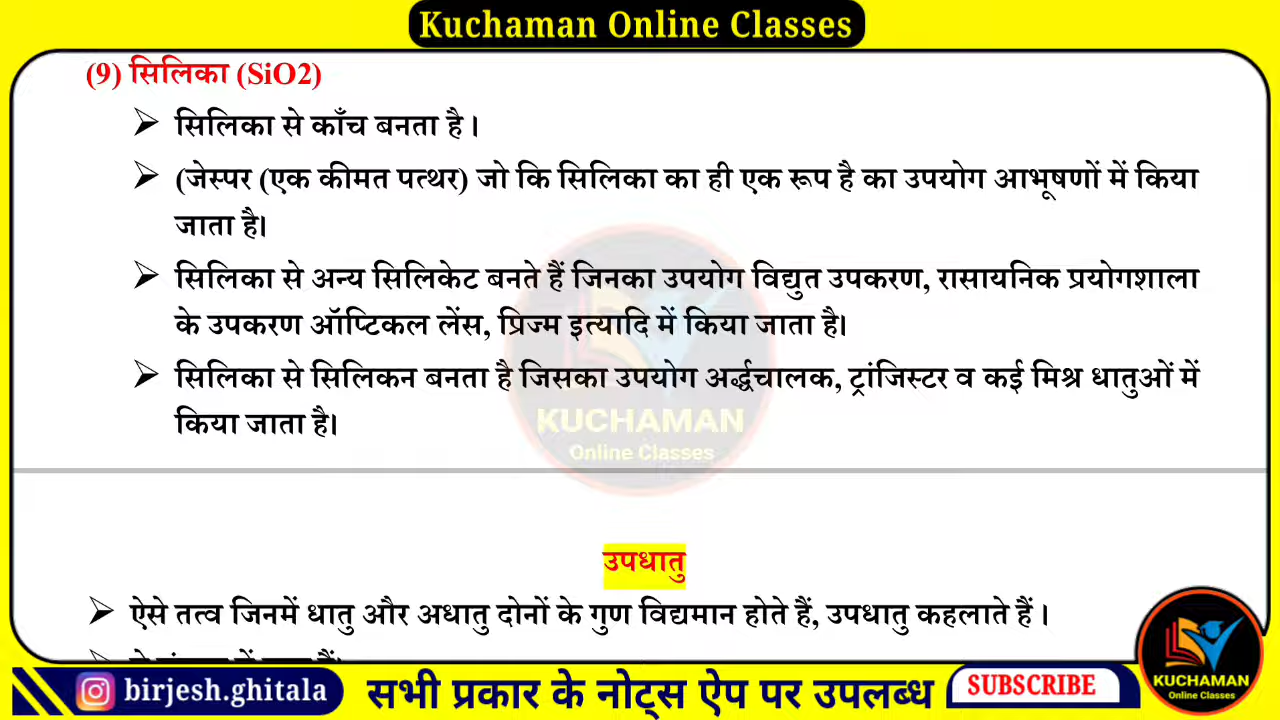 Kuchaman Online Classes
(9) सिलिका (SiO2)
➢ सिलिका से काँच बनता है।
➢ (जेस्पर (एक कीमत पत्थर) जो कि सिलिका का ही एक रूप है का उपयोग आभूषणों में किया
जाता है।
➢ सिलिका से अन्य सिलिकेट बनते हैं जिनका उपयोग विद्युत उपकरण, रासायनिक प्रयोगशाला
के उपकरण ऑप्टिकल लेंस, प्रिज्म इत्यादि में किया जाता है।
➢ सिलिका से सिलिकन बनता है जिसका उपयोग अर्द्धचालक, ट्रांजिस्टर व कई मिश्र धातुओं में
किया जाता है।
KUCHAMAN
Online Classes
उपधातु
➢ ऐसे तत्व जिनमें धातु और अधातु दोनों के गुण विद्यमान होते हैं, उपधातु कहलाते हैं।
birjesh.ghitala
सभी प्रकार के नोट्स ऐप पर उपलब्ध
SUBSCRIBE
KUCHAMAN
Online Classes